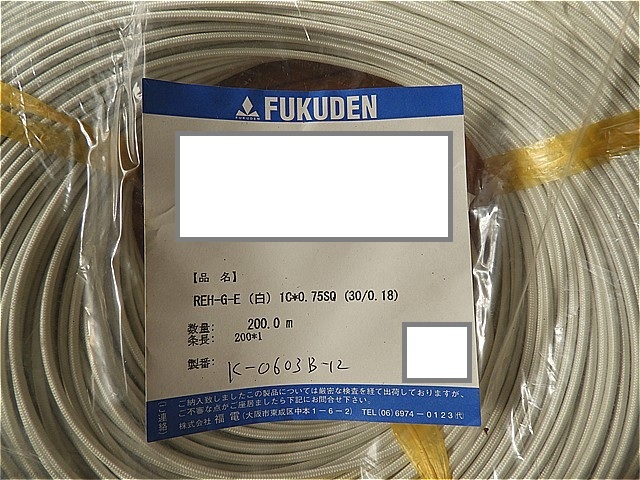 FUKUDEN
FUKUDEN
【品 名】
REH-G-E (白) 1C*0.75SQ (30/0.18)
数量: 200.0 m
条長: 200*1
製番: K-0603B-12
(ご連絡)
ご納入致しましたこの製品については厳密な検査を経て出荷しておりますが、
ご不審な点がご座居ましたら下記にお問合せ下さい。
株式会社 福電 (大阪市東成区中本1-6-2) TEL(06)6974-0123代